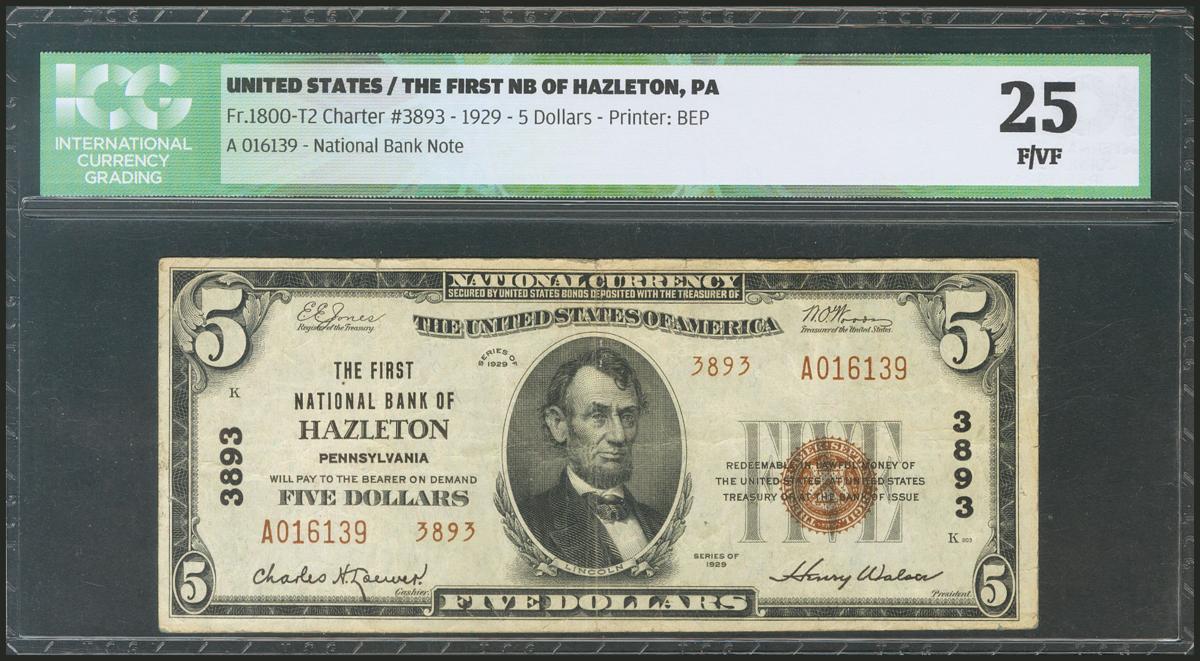 ICG
INTERNATIONAL
CURRENCY
GRADING
UNITED STATES / THE FIRST NB OF HAZLETON, PA
Fr.1800-T2 Charter #3893 - 1929 - 5 Dollars - Printer: BEP
A 016139 - National Bank Note
25
F/VF
NATIONAL CURRENCY
SECURED BY UNITED STATES BONDS DEPOSITED WITH THE TREASURER OF
THE UNITED STATES OF AMERICA
5
5
E.E. Jones
Register of the Treasury.
W.O. Woods
Treasurer of the United States.
SERIES OF
1929
3893 A016139
THE FIRST
NATIONAL BANK OF
HAZLETON
PENNSYLVANIA
K
3893
WILL PAY TO THE BEARER ON DEMAND
FIVE DOLLARS
A016139 3893
FIVE
REDEEMABLE IN LAWFUL MONEY OF
THE UNITED STATES AT UNITED STATES
TREASURY OR AT THE BANK OF ISSUE
3893
K 203
SERIES OF
1929
LINCOLN
Cashier.
Henry Walser
President.
5
5
FIVE DOLLARS